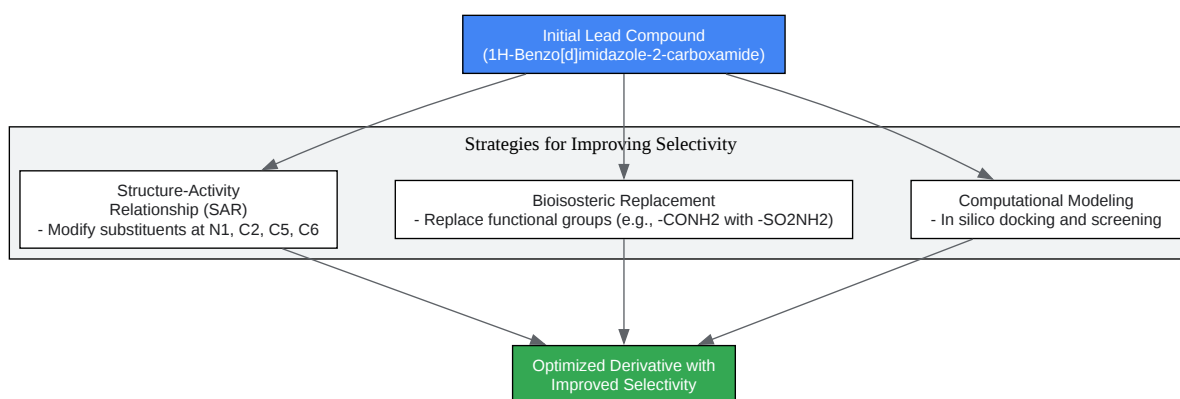 Initial Lead Compound
(1H-Benzo[d]imidazole-2-carboxamide)
Strategies for Improving Selectivity
Structure-Activity
Relationship (SAR)
- Modify substituents at N1, C2, C5, C6
Bioisosteric Replacement
- Replace functional groups (e.g., -CONH2 with -SO2NH2)
Computational Modeling
- In silico docking and screening
Optimized Derivative with
Improved Selectivity